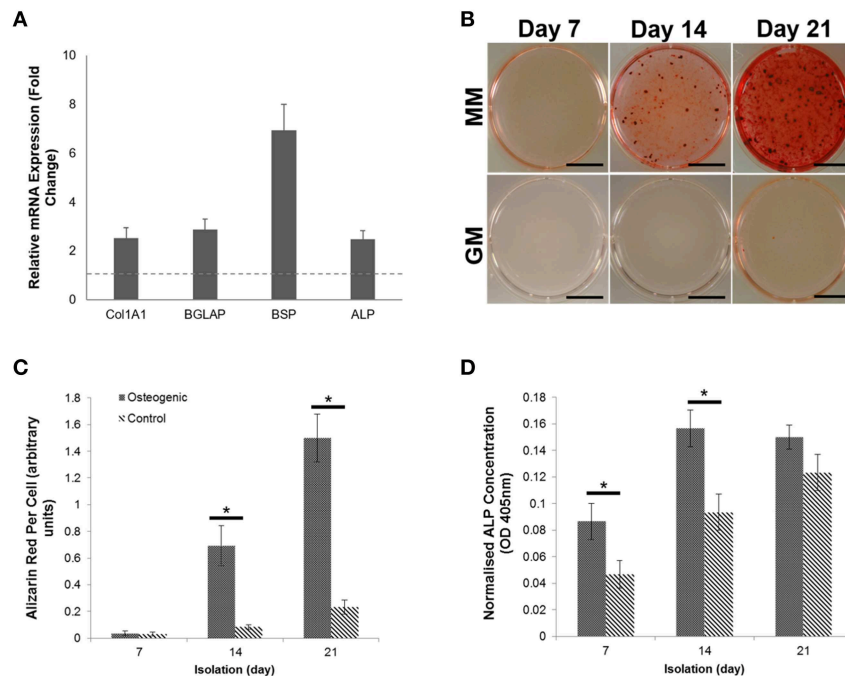 A
Relative mRNA Expression (Fold
Change)
10
8
6
4
2
0
Col1A1
BGLAP
BSP
ALP
B
Day 7
Day 14
Day 21
MM
GM
C
Alizarin Red Per Cell (arbitrary
units)
1.8
1.6
1.4
1.2
1
0.8
0.6
0.4
0.2
0
Osteogenic
Control
*
*
7
14
21
Isolation (day)
D
Normalised ALP Concentration
(OD 405nm)
0.18
0.16
0.14
0.12
0.1
0.08
0.06
0.04
0.02
0
*
*
7
14
21
Isolation (day)